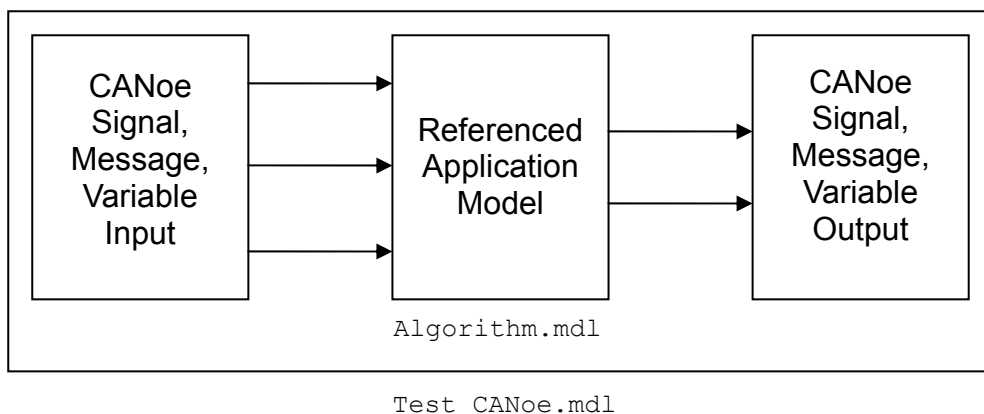 CANoe
Signal,
Message,
Variable
Input
Referenced
Application
Model
CANoe
Signal,
Message,
Variable
Output
Algorithm.mdl
Test CANoe.mdl